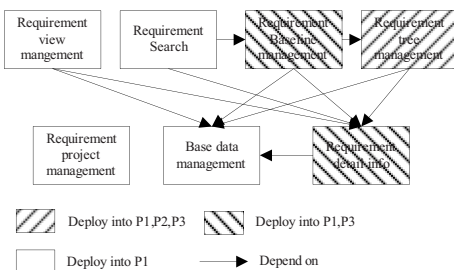 Requirement
view
mangement
Requirement
Search
Requirement
Baseline
management
Requirement
tree
management
Requirement
project
management
Base data
management
Requirement
detail info
Deploy into P1,P2,P3
Deploy into P1,P3
Deploy into P1
Depend on